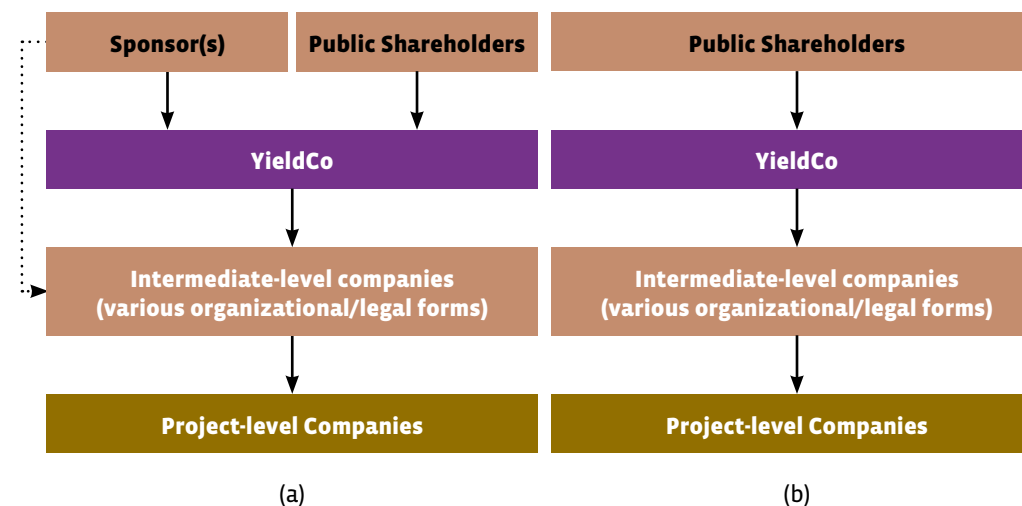 Sponsor(s)
Public Shareholders
YieldCo
Intermediate-level companies
(various organizational/legal forms)
Project-level Companies
(a)
Public Shareholders
YieldCo
Intermediate-level companies
(various organizational/legal forms)
Project-level Companies
(b)